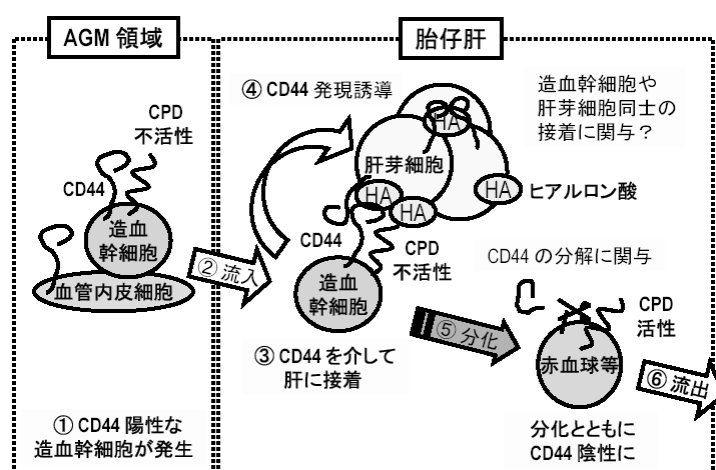 AGM 領域
CPD
不活性
CD44
造血
幹細胞
血管内皮細胞
① CD44 陽性な
造血幹細胞が発生
② 流入
胎仔肝
④ CD44 発現誘導
造血幹細胞や
肝芽細胞同士の
接着に関与?
HA
肝芽細胞
HA
HA
HA
ヒアルロン酸
CD44
CPD
不活性
造血
幹細胞
③ CD44 を介して
肝に接着
⑤ 分化
CD44 の分解に関与
CPD
活性
赤血球等
⑥ 流出
分化とともに
CD44 陰性に